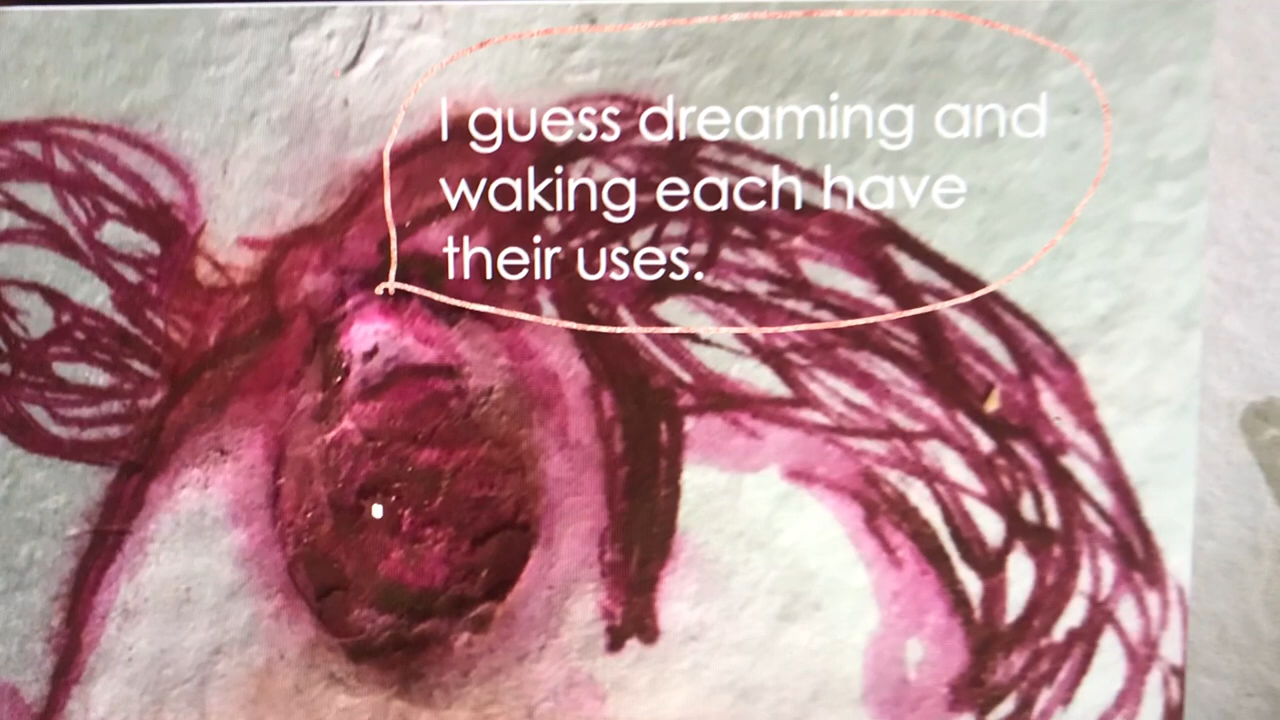 I guess dreaming and
waking each have
their uses.